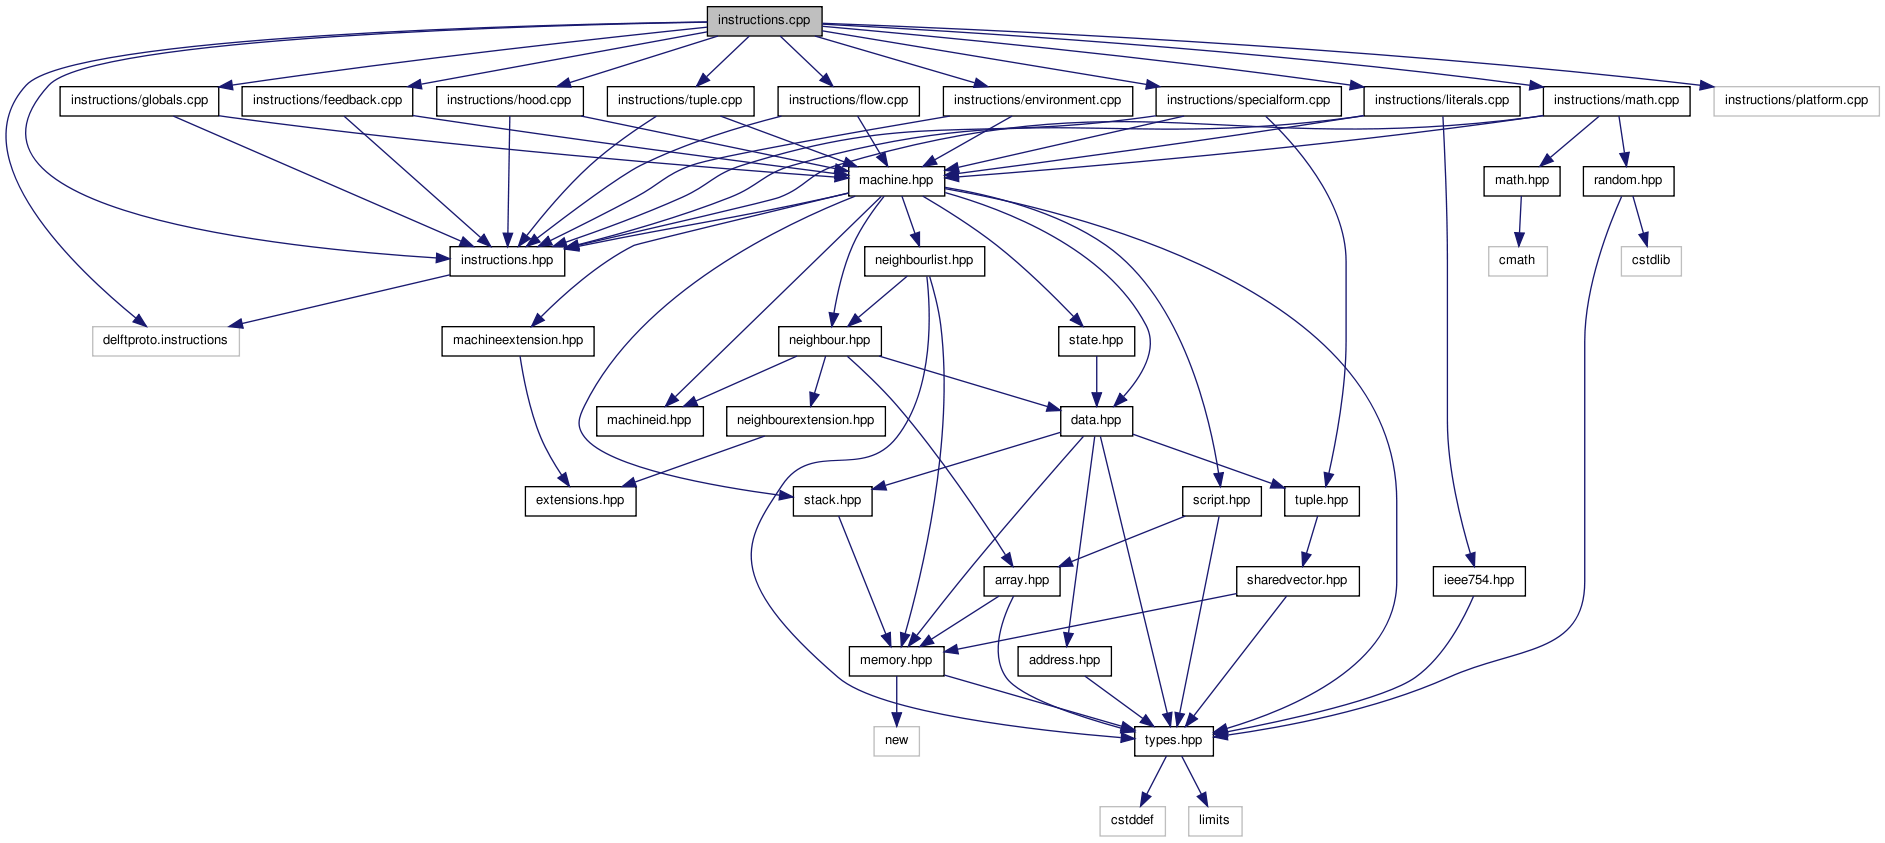 instructions.cpp
instructions/globals.cpp
instructions/feedback.cpp
instructions/hood.cpp
instructions/tuple.cpp
instructions/flow.cpp
instructions/environment.cpp
instructions/specialform.cpp
instructions/literals.cpp
instructions/math.cpp
instructions/platform.cpp
machine.hpp
math.hpp
random.hpp
instructions.hpp
neighbourlist.hpp
cmath
cstdlib
delftproto.instructions
machineextension.hpp
neighbour.hpp
state.hpp
machineid.hpp
neighbourextension.hpp
data.hpp
extensions.hpp
stack.hpp
script.hpp
tuple.hpp
array.hpp
sharedvector.hpp
ieee754.hpp
memory.hpp
address.hpp
new
types.hpp
cstddef
limits